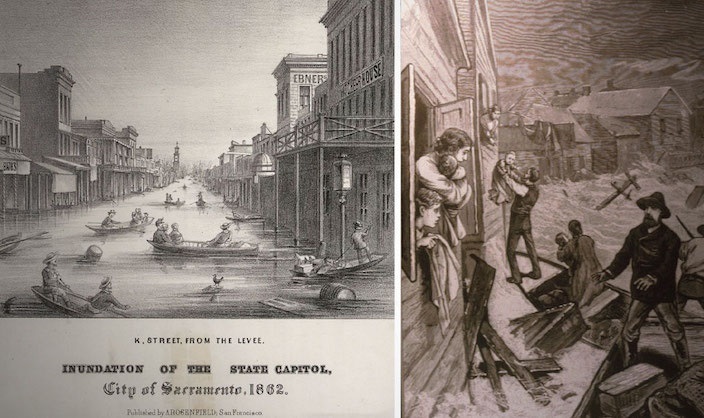 EBNER
K, STREET, FROM THE LEVEE.
INUNDATION OF THE STATE CAPITOL,
City of Sacramento, 1862.
Published by A. ROSENFIELD, San Francisco